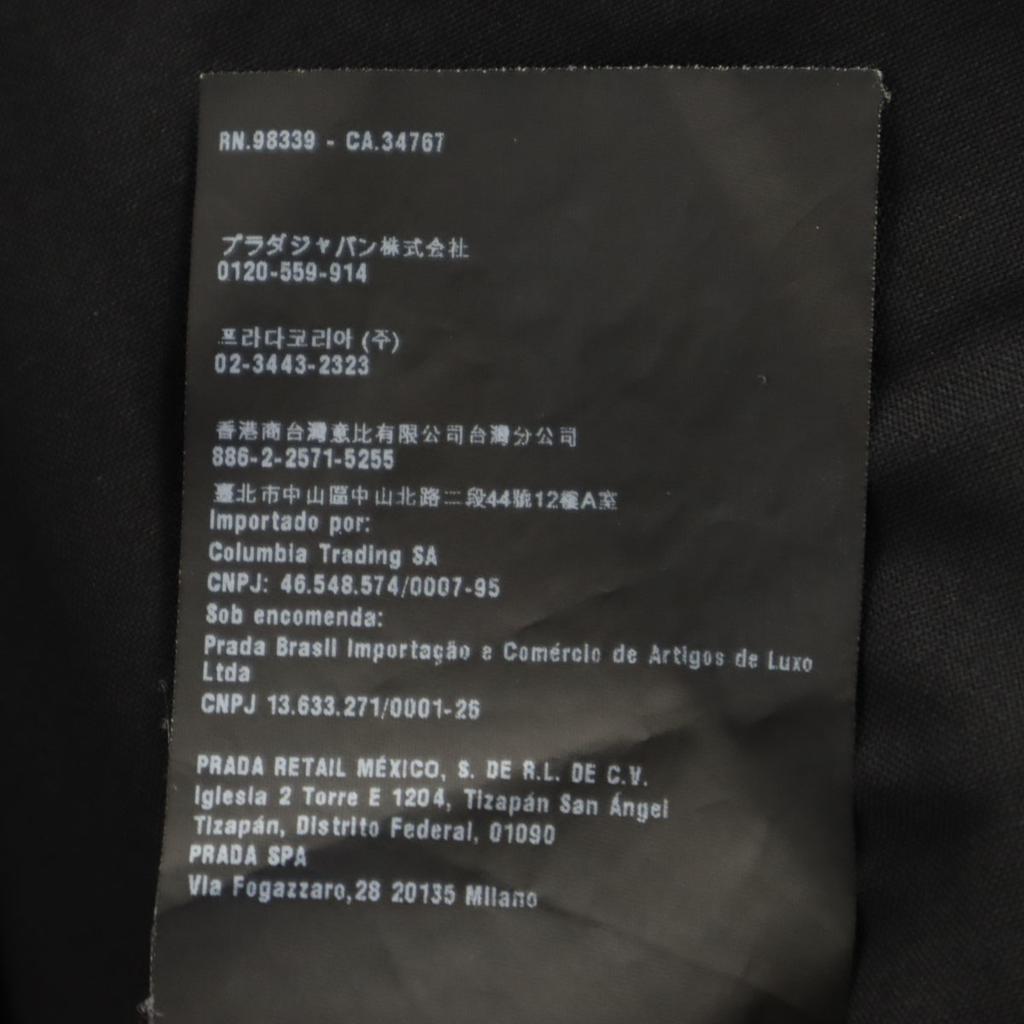 RN.98339 - CA.34767
プラダジャパン株式会社
0120-559-914
프라다코리아 (주)
02-3443-2323
香港商台灣意比有限公司台灣分公司
886-2-2571-5255
臺北市中山區中山北路二段44號12樓A室
Importado por:
Columbia Trading SA
CNPJ: 46.548.574/0007-95
Sob encomenda:
Prada Brasil Importação e Comércio de Artigos de Luxo
Ltda
CNPJ 13.633.271/0001-26
PRADA RETAIL MÉXICO, S. DE R.L. DE C.V.
Iglesia 2 Torre E 1204, Tizapán San Ángel
Tizapán, Distrito Federal, 01090
PRADA SPA
Via Fogazzaro,28 20135 Milano